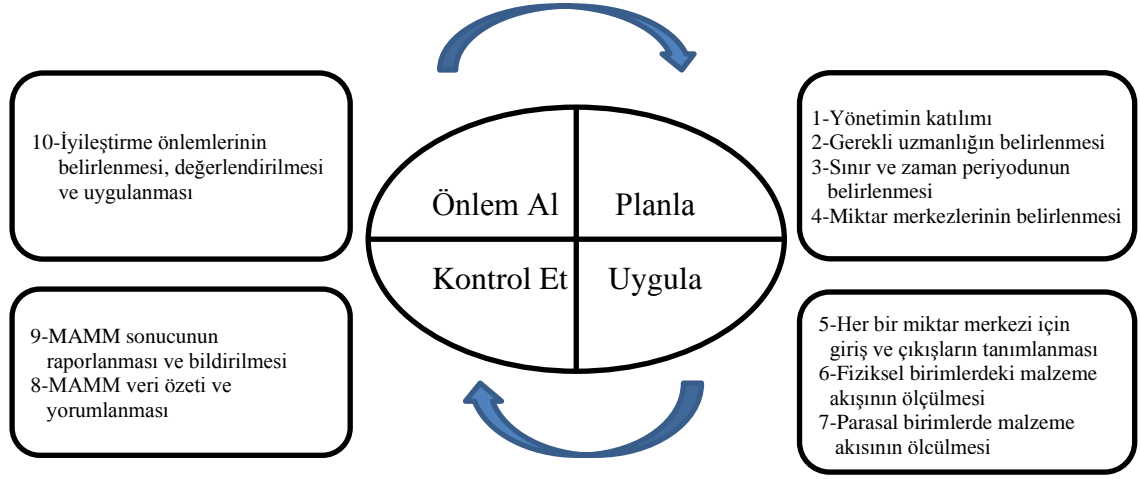 10-İyileştirme önlemlerinin
belirlenmesi, değerlendirilmesi
ve uygulanması
1-Yönetimin katılımı
2-Gerekli uzmanlığın belirlenmesi
3-Sınır ve zaman periyodunun
belirlenmesi
4-Miktar merkezlerinin belirlenmesi
Önlem Al
Planla
Kontrol Et
Uygula
9-MAMM sonucunun
raporlanması ve bildirilmesi
8-MAMM veri özeti ve
yorumlanması
5-Her bir miktar merkezi için
giriş ve çıkışların tanımlanması
6-Fiziksel birimlerdeki malzeme
akışının ölçülmesi
7-Parasal birimlerde malzeme
akısının ölcülmesi